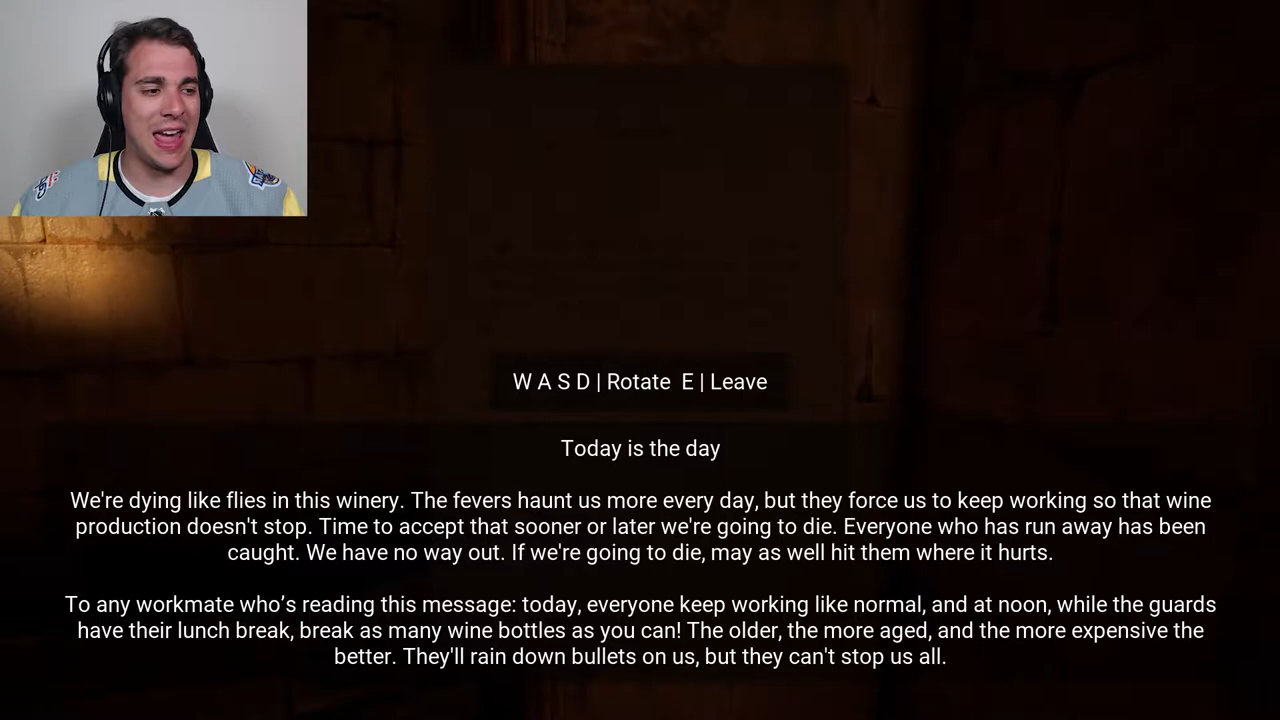 W A S D | Rotate  E | Leave
Today is the day
We're dying like flies in this winery. The fevers haunt us more every day, but they force us to keep working so that wine
production doesn't stop. Time to accept that sooner or later we're going to die. Everyone who has run away has been
caught. We have no way out. If we're going to die, may as well hit them where it hurts.
To any workmate who’s reading this message: today, everyone keep working like normal, and at noon, while the guards
have their lunch break, break as many wine bottles as you can! The older, the more aged, and the more expensive the
better. They'll rain down bullets on us, but they can't stop us all.